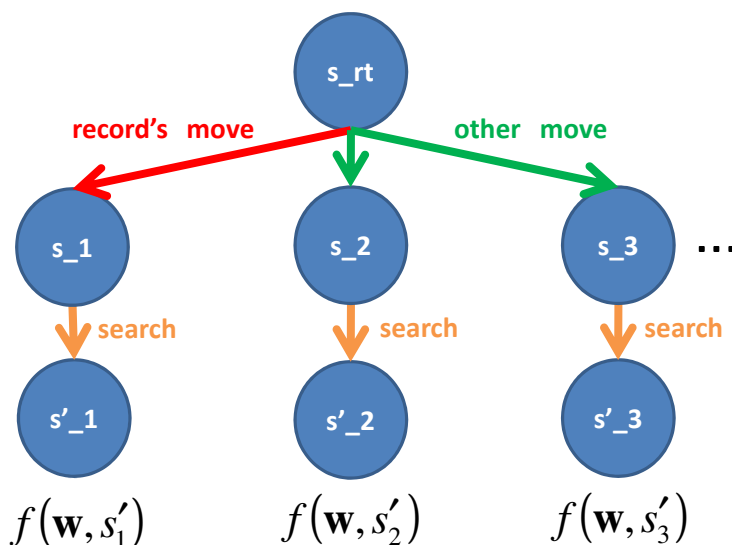 s_rt
record's move
other move
s_1
s_2
s_3
...
search
search
search
s'_1
s'_2
s'_3
f(w, s′₁)
f(w, s′₂)
f(w, s′₃)